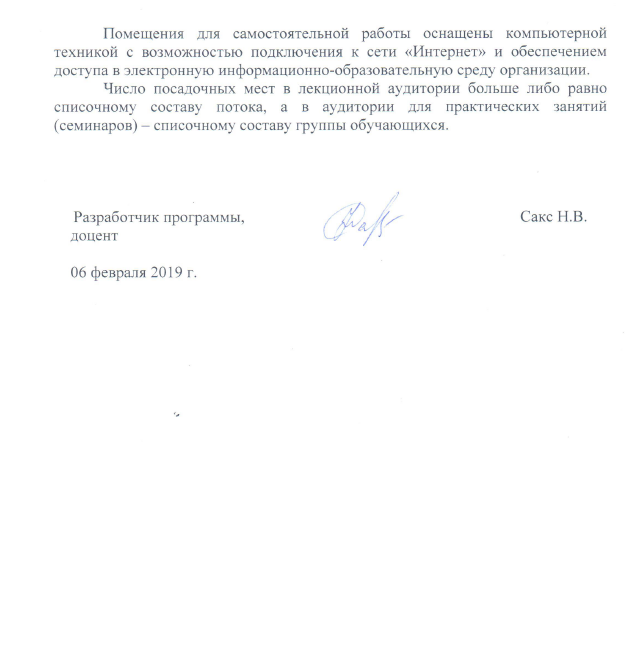 Помещения для самостоятельной работы оснащены компьютерной
техникой с возможностью подключения к сети «Интернет» и обеспечением
доступа в электронную информационно-образовательную среду организации.
Число посадочных мест в лекционной аудитории больше либо равно
списочному составу потока, а в аудитории для практических занятий
(семинаров) – списочному составу группы обучающихся.
Разработчик программы, Сакс Н.В.
доцент
06 февраля 2019 г.